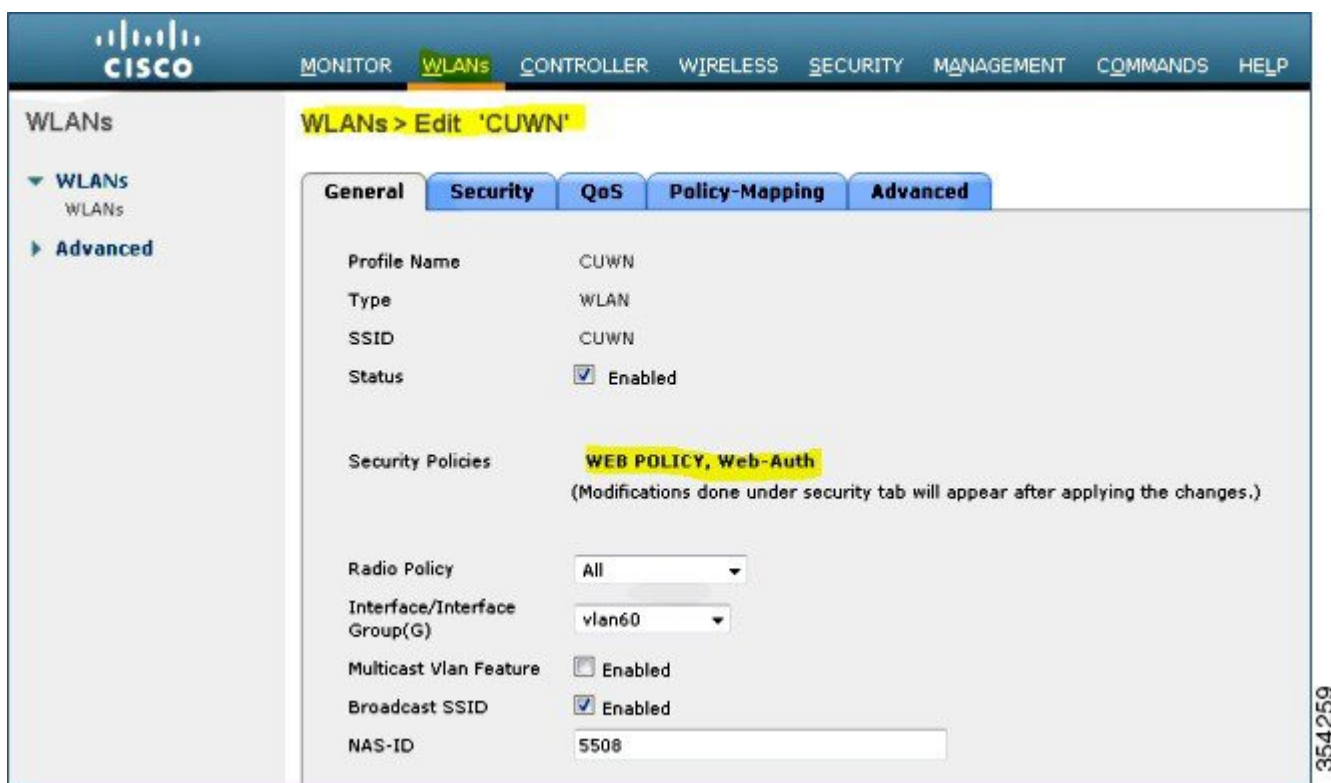 CISCO
MONITOR WLANs CONTROLLER WIRELESS SECURITY MANAGEMENT COMMANDS HELP
WLANs
WLANs
WLANs
Advanced
WLANs > Edit 'CUWN'
General Security QoS Policy-Mapping Advanced
Profile Name CUWN
Type WLAN
SSID CUWN
Status Enabled
Security Policies WEB POLICY, Web-Auth
(Modifications done under security tab will appear after applying the changes.)
Radio Policy All
Interface/Interface
Group(G) vlan60
Multicast Vlan Feature Enabled
Broadcast SSID Enabled
NAS-ID 5508
354259